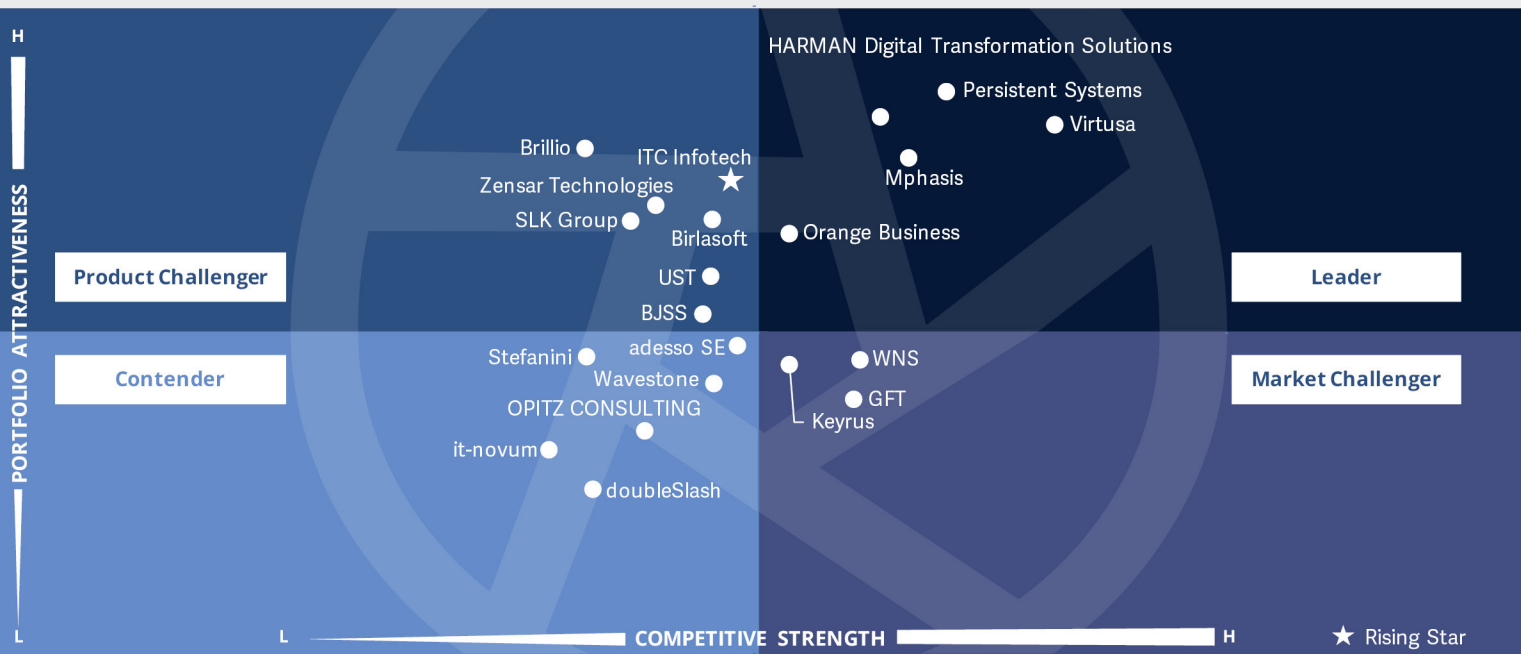 H
HARMAN Digital Transformation Solutions
Persistent Systems
Virtusa
Brillio
ITC Infotech
Mphasis
Zensar Technologies
SLK Group
Orange Business
Birlasoft
Product Challenger
UST
Leader
BJSS
PORTFOLIO ATTRACTIVENESS
adesso SE
Stefanini
WNS
Contender
Wavestone
Market Challenger
GFT
OPITZ CONSULTING
Keyrus
it-novum
doubleSlash
L
L
COMPETITIVE STRENGTH
H
Rising Star